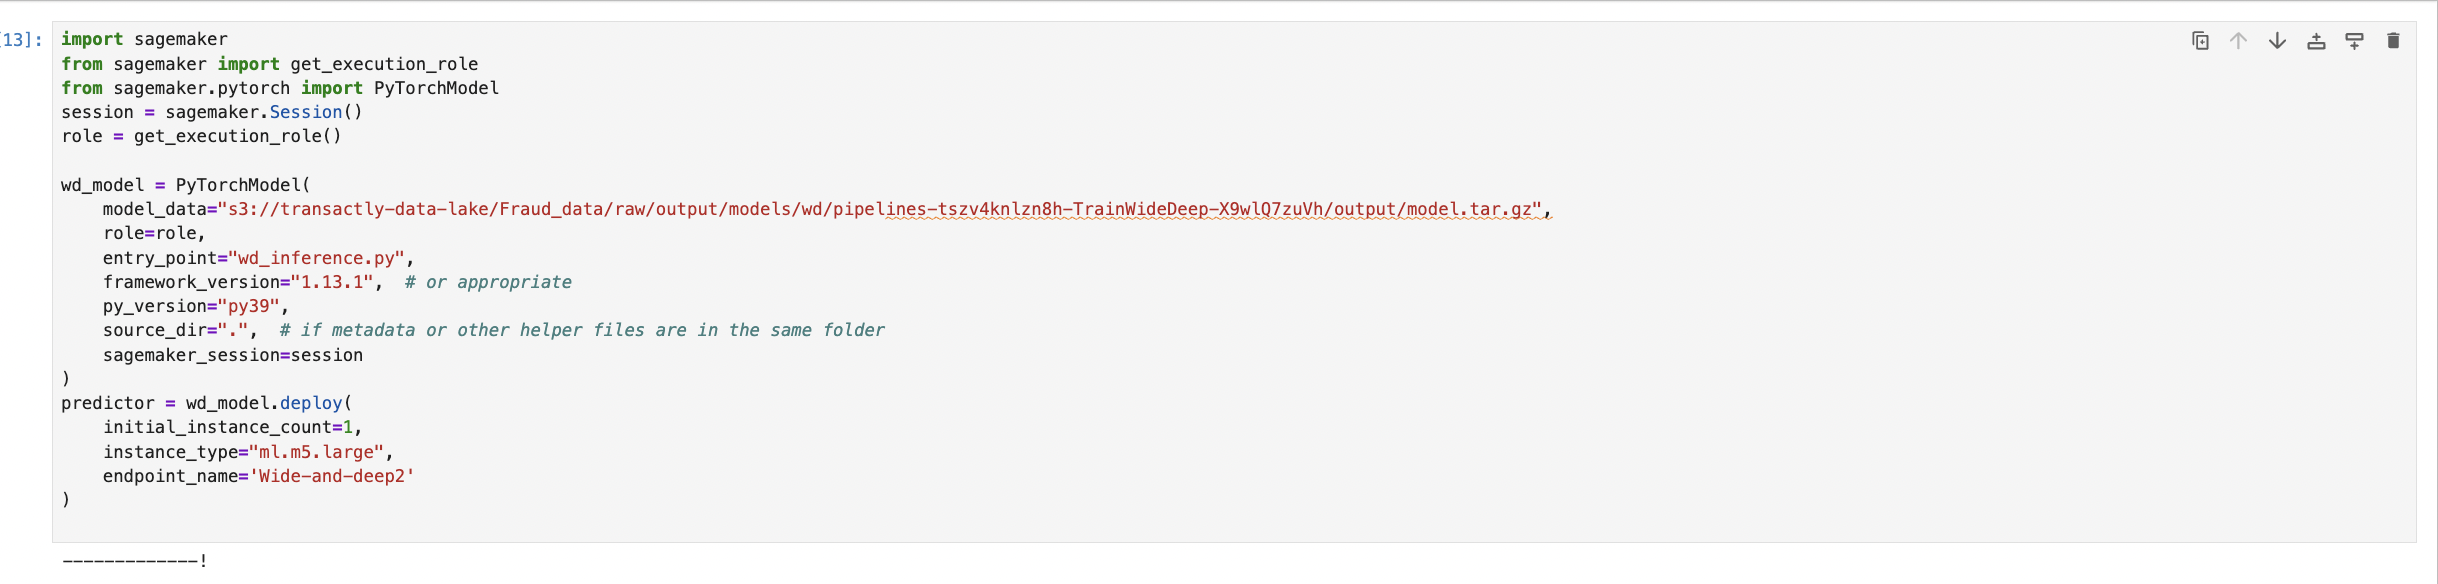 [13]:
import sagemaker
from sagemaker import get_execution_role
from sagemaker.pytorch import PyTorchModel
session = sagemaker.Session()
role = get_execution_role()

wd_model = PyTorchModel(
    model_data="s3://transactly-data-lake/Fraud_data/raw/output/models/wd/pipelines-tszv4knlzn8h-TrainWideDeep-X9wlQ7zuVh/output/model.tar.gz",
    role=role,
    entry_point="wd_inference.py",
    framework_version="1.13.1",  # or appropriate
    py_version="py39",
    source_dir=".",  # if metadata or other helper files are in the same folder
    sagemaker_session=session
)
predictor = wd_model.deploy(
    initial_instance_count=1,
    instance_type="ml.m5.large",
    endpoint_name='Wide-and-deep2'
)
-------------!